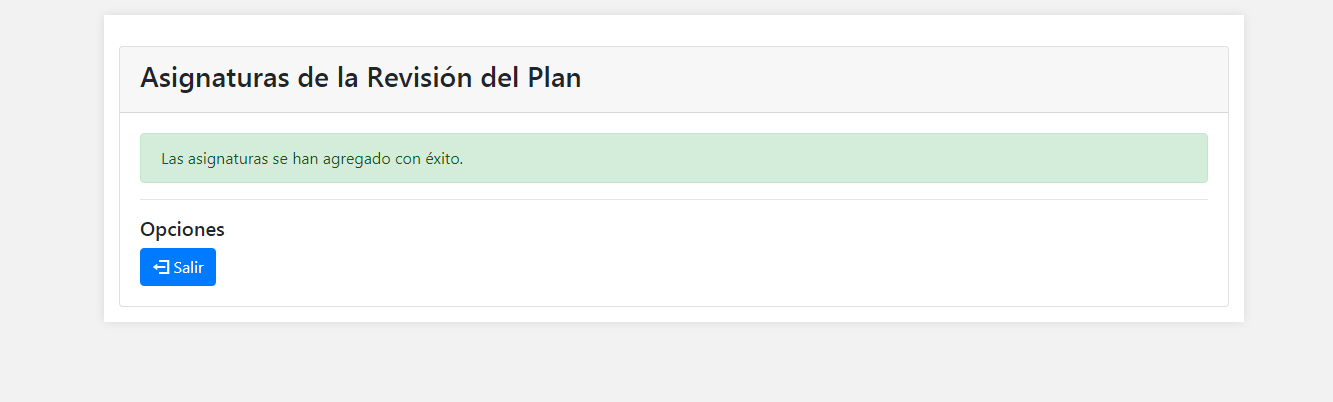 Asignaturas de la Revisión del Plan
Las asignaturas se han agregado con éxito.
Opciones
Salir